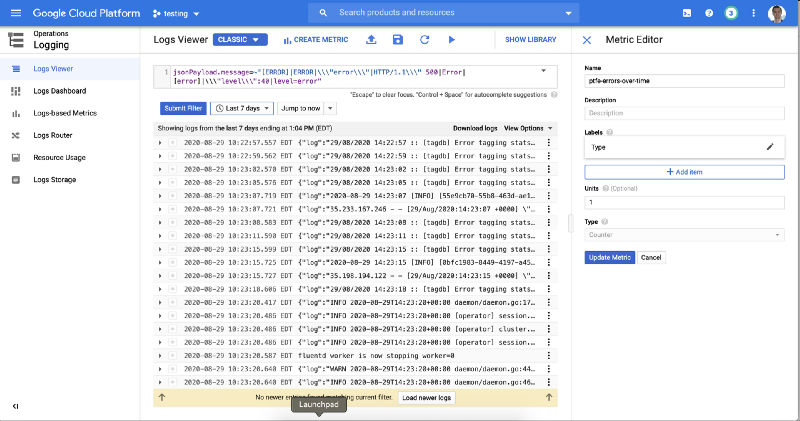 Google Cloud Platform
testing
Search products and resources
3
Operations
Logging
Logs Viewer
Logs Dashboard
Logs-based Metrics
Logs Router
Resource Usage
Logs Storage
Logs Viewer
CLASSIC
CREATE METRIC
SHOW LIBRARY
1
jsonPayload.message=~"[ERROR]|ERROR|\\\"error\\\"|HTTP/1.1\\\" 500|Error|
[error]|\\\"level\\\":40|level=error"
"Escape" to clear focus. "Control + Space" for autocomplete suggestions
Submit Filter
Last 7 days
Jump to now
Showing logs from the last 7 days ending at 1:04 PM (EDT)
Download logs
View Options
2020-08-29 10:22:57.557 EDT {"log":"29/08/2020 14:22:57 :: [tagdb] Error tagging stats…
2020-08-29 10:22:59.562 EDT {"log":"29/08/2020 14:22:59 :: [tagdb] Error tagging stats…
2020-08-29 10:23:02.570 EDT {"log":"29/08/2020 14:23:02 :: [tagdb] Error tagging stats…
2020-08-29 10:23:05.576 EDT {"log":"29/08/2020 14:23:05 :: [tagdb] Error tagging stats…
2020-08-29 10:23:07.719 EDT {"log":"2020-08-29 14:23:07 [INFO] [55e9cb70-55b8-463d-ae1…
2020-08-29 10:23:07.721 EDT {"log":"35.233.167.246 - - [29/Aug/2020:14:23:07 +0000] \"…
2020-08-29 10:23:08.583 EDT {"log":"29/08/2020 14:23:08 :: [tagdb] Error tagging stats…
2020-08-29 10:23:11.590 EDT {"log":"29/08/2020 14:23:11 :: [tagdb] Error tagging stats…
2020-08-29 10:23:15.599 EDT {"log":"29/08/2020 14:23:15 :: [tagdb] Error tagging stats…
2020-08-29 10:23:15.725 EDT {"log":"2020-08-29 14:23:15 [INFO] [0bfc1983-8449-4197-a45…
2020-08-29 10:23:15.727 EDT {"log":"35.198.194.122 - - [29/Aug/2020:14:23:15 +0000] \"…
2020-08-29 10:23:18.606 EDT {"log":"29/08/2020 14:23:18 :: [tagdb] Error tagging stats…
2020-08-29 10:23:20.417 EDT {"log":"INFO 2020-08-29T14:23:20+00:00 daemon/daemon.go:17…
2020-08-29 10:23:20.486 EDT {"log":"INFO 2020-08-29T14:23:20+00:00 [operator] session.…
2020-08-29 10:23:20.486 EDT {"log":"INFO 2020-08-29T14:23:20+00:00 [operator] cluster.…
2020-08-29 10:23:20.486 EDT {"log":"INFO 2020-08-29T14:23:20+00:00 [operator] session.…
2020-08-29 10:23:20.587 EDT fluentd worker is now stopping worker=0
2020-08-29 10:23:20.640 EDT {"log":"WARN 2020-08-29T14:23:20+00:00 daemon/daemon.go:44…
2020-08-29 10:23:20.640 EDT {"log":"INFO 2020-08-29T14:23:20+00:00 daemon/daemon.go:46…
No newer entries found matching current filter.
Load newer logs
Launchpad
Metric Editor
Name
ptfe-errors-over-time
Description
Description
Labels
Type
Add item
Units (Optional)
1
Type
Counter
Update Metric
Cancel